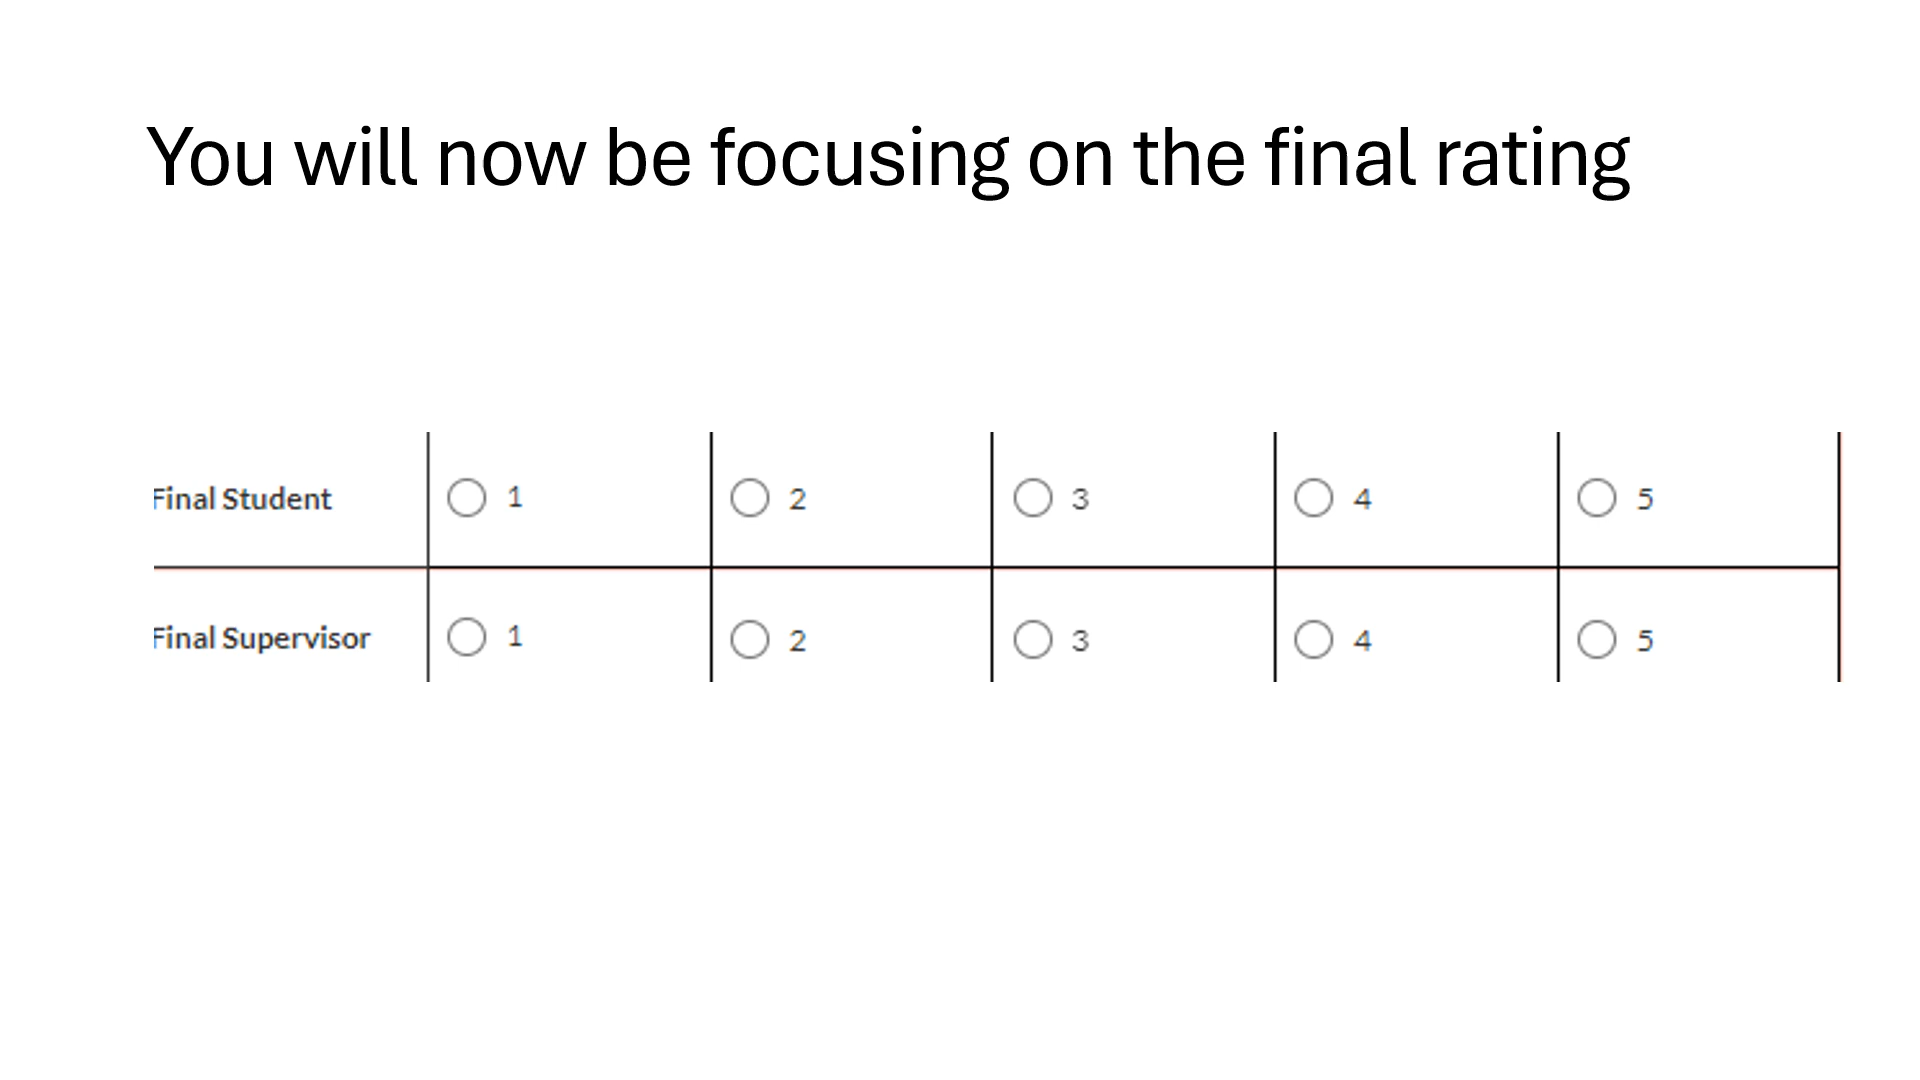 You will now be focusing on the final rating
Final Student 1 2 3 4 5
Final Supervisor 1 2 3 4 5